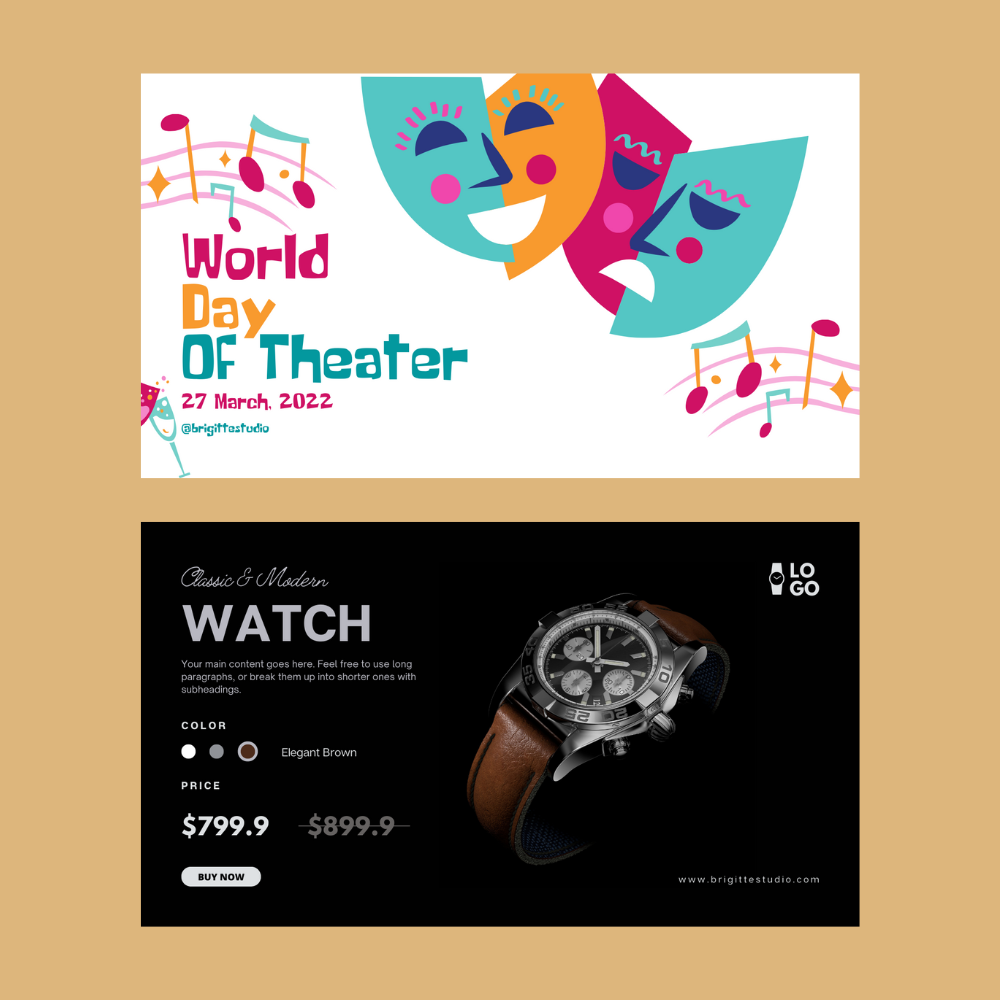 World
Day
Of Theater
27 March, 2022
@brigittestudio
Classic & Modern
WATCH
Your main content goes here. Feel free to use long
paragraphs, or break them up into shorter ones with
subheadings.
COLOR
Elegant Brown
PRICE
$799.9 $899.9
BUY NOW
LO
GO
www.brigittestudio.com